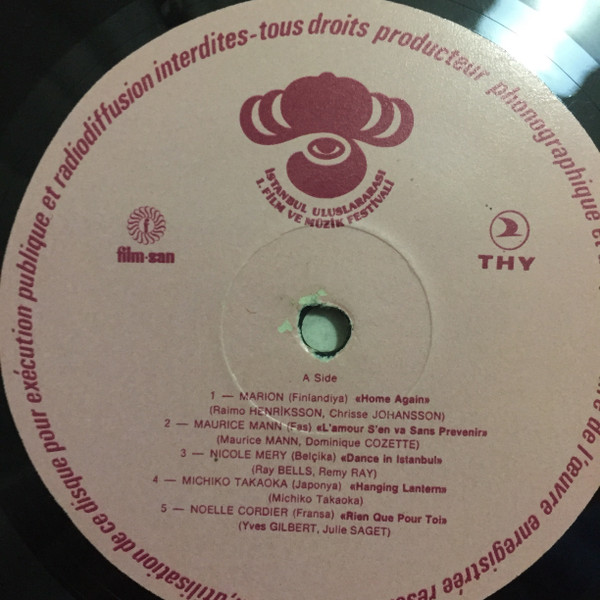 utilisation de ce disque pour exécution publique et radiodiffusion interdites-tous droits producteur phonographique et
de l'œuvre enregistrée
İSTANBUL ULUSLARARASI
1. FİLM VE MÜZİK FESTİVALİ
film-san
THY
A Side
1 — MARION (Finlandiya) «Home Again»
(Raimo HENRİKSSON, Chrisse JOHANSSON)
2 — MAURICE MANN (Fas) «L'amour S'en va Sans Prevenir»
(Maurice MANN, Dominique COZETTE)
3 — NICOLE MERY (Belçika) «Dance in Istanbul»
(Ray BELLS, Remy RAY)
4 — MICHIKO TAKAOKA (Japonya) «Hanging Lantern»
(Michiko Takaoka)
5 — NOELLE CORDIER (Fransa) «Rien Que Pour Toi»
(Yves GILBERT, Julie SAGET)